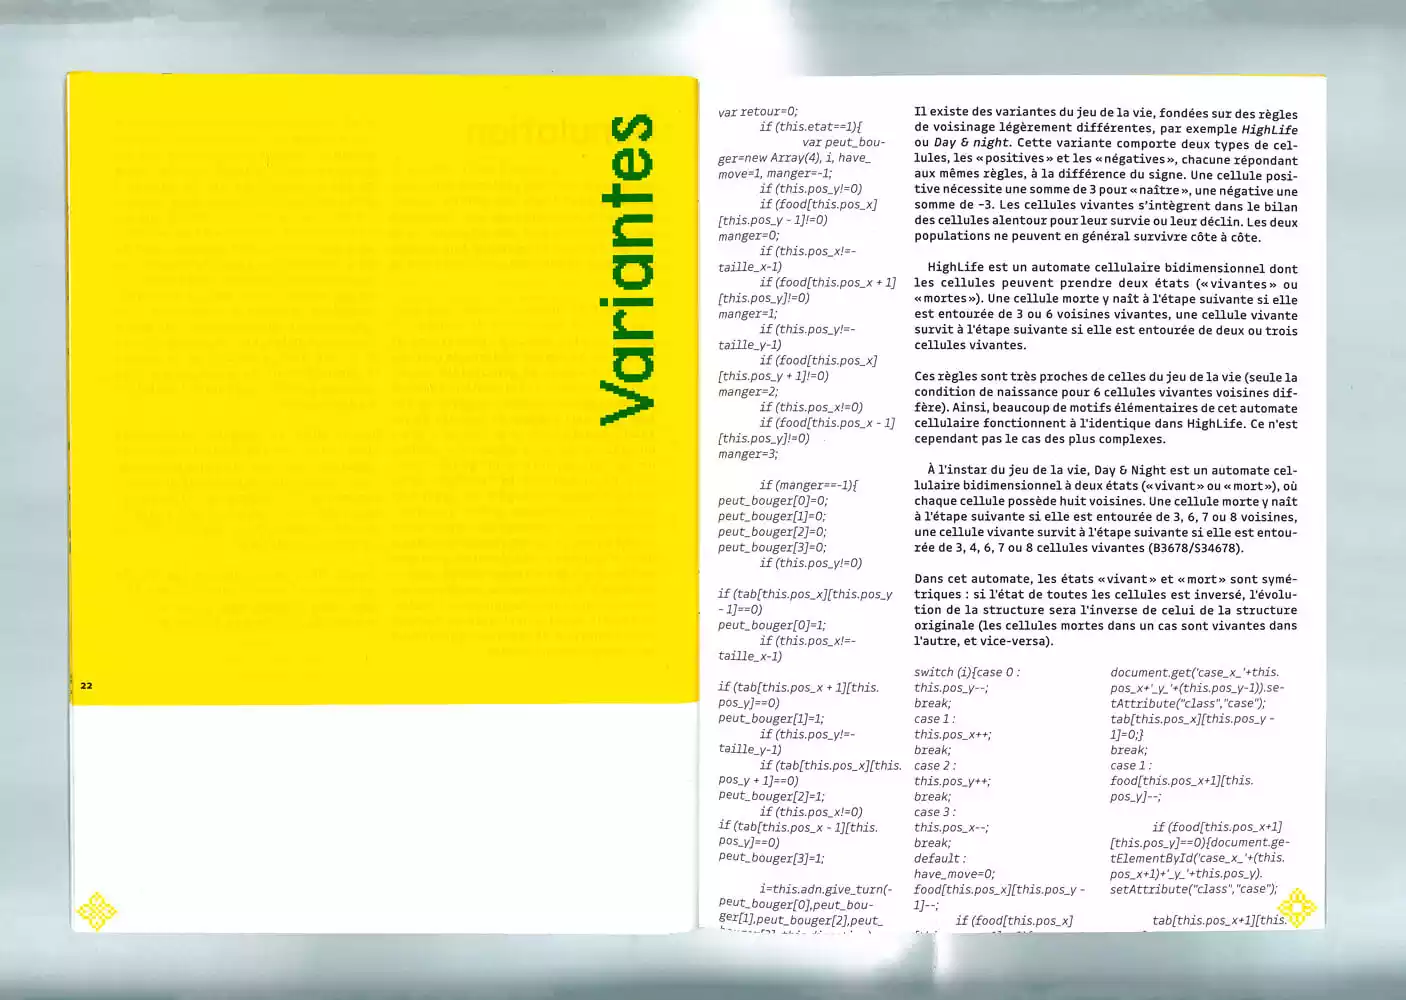 Variantes
22
var retour=0;
if (this.etat==1){
var peut_bou-
ger=new Array(4), i, have_
move=1, manger=-1;
if (this.pos_y!=0)
if (food[this.pos_x]
[this.pos_y - 1]!=0)
manger=0;
if (this.pos_x!=-
taille_x-1)
if (food[this.pos_x + 1]
[this.pos_y]!=0)
manger=1;
if (this.pos_y!=-
taille_y-1)
if (food[this.pos_x]
[this.pos_y + 1]!=0)
manger=2;
if (this.pos_x!=0)
if (food[this.pos_x - 1]
[this.pos_y]!=0)
manger=3;
if (manger==-1){
peut_bouger[0]=0;
peut_bouger[1]=0;
peut_bouger[2]=0;
peut_bouger[3]=0;
if (this.pos_y!=0)
if (tab[this.pos_x][this.pos_y
- 1]==0)
peut_bouger[0]=1;
if (this.pos_x!=-
taille_x-1)
if (tab[this.pos_x + 1][this.
pos_y]==0)
peut_bouger[1]=1;
if (this.pos_y!=-
taille_y-1)
if (tab[this.pos_x][this.
pos_y + 1]==0)
peut_bouger[2]=1;
if (this.pos_x!=0)
if (tab[this.pos_x - 1][this.
pos_y]==0)
peut_bouger[3]=1;
i=this.adn.give_turn(-
peut_bouger[0],peut_bou-
ger[1],peut_bouger[2],peut_
Il existe des variantes du jeu de la vie, fondées sur des règles
de voisinage légèrement différentes, par exemple HighLife
ou Day & night. Cette variante comporte deux types de cel-
lules, les «positives» et les «négatives», chacune répondant
aux mêmes règles, à la différence du signe. Une cellule posi-
tive nécessite une somme de 3 pour «naître», une négative une
somme de -3. Les cellules vivantes s'intègrent dans le bilan
des cellules alentour pour leur survie ou leur déclin. Les deux
populations ne peuvent en général survivre côte à côte.
HighLife est un automate cellulaire bidimensionnel dont
les cellules peuvent prendre deux états («vivantes» ou
«mortes»). Une cellule morte y naît à l'étape suivante si elle
est entourée de 3 ou 6 voisines vivantes, une cellule vivante
survit à l'étape suivante si elle est entourée de deux ou trois
cellules vivantes.
Ces règles sont très proches de celles du jeu de la vie (seule la
condition de naissance pour 6 cellules vivantes voisines dif-
fère). Ainsi, beaucoup de motifs élémentaires de cet automate
cellulaire fonctionnent à l'identique dans HighLife. Ce n'est
cependant pas le cas des plus complexes.
À l'instar du jeu de la vie, Day & Night est un automate cel-
lulaire bidimensionnel à deux états («vivant» ou «mort»), où
chaque cellule possède huit voisines. Une cellule morte y naît
à l'étape suivante si elle est entourée de 3, 6, 7 ou 8 voisines,
une cellule vivante survit à l'étape suivante si elle est entou-
rée de 3, 4, 6, 7 ou 8 cellules vivantes (B3678/S34678).
Dans cet automate, les états «vivant» et «mort» sont symé-
triques : si l'état de toutes les cellules est inversé, l'évolu-
tion de la structure sera l'inverse de celui de la structure
originale (les cellules mortes dans un cas sont vivantes dans
l'autre, et vice-versa).
switch (i){case 0 :
this.pos_y--;
break;
case 1 :
this.pos_x++;
break;
case 2 :
this.pos_y++;
break;
case 3 :
this.pos_x--;
break;
default :
have_move=0;
food[this.pos_x][this.pos_y -
1]--;
if (food[this.pos_x]
document.get('case_x_'+this.
pos_x+'_y_'+(this.pos_y-1)).se-
tAttribute("class","case");
tab[this.pos_x][this.pos_y -
1]=0;}
break;
case 1 :
food[this.pos_x+1][this.
pos_y]--;
if (food[this.pos_x+1]
[this.pos_y]==0){document.ge-
tElementById('case_x_'+(this.
pos_x+1)+'_y_'+this.pos_y).
setAttribute("class","case");
tab[this.pos_x+1][this.